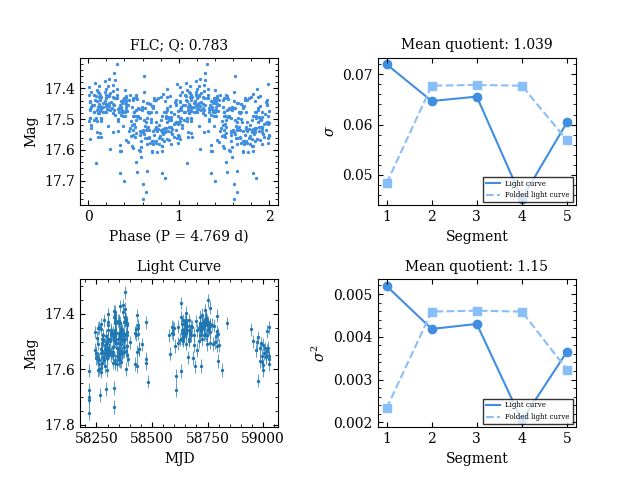 FLC; Q: 0.783
Mag
17.4
17.5
17.6
17.7
0
1
2
Phase (P = 4.769 d)
Mean quotient: 1.039
σ
0.07
0.06
0.05
Light curve
Folded light curve
1
2
3
4
5
Segment
Light Curve
Mag
17.4
17.6
17.8
58250
58500
58750
59000
MJD
Mean quotient: 1.15
σ²
0.005
0.004
0.003
0.002
Light curve
Folded light curve
1
2
3
4
5
Segment